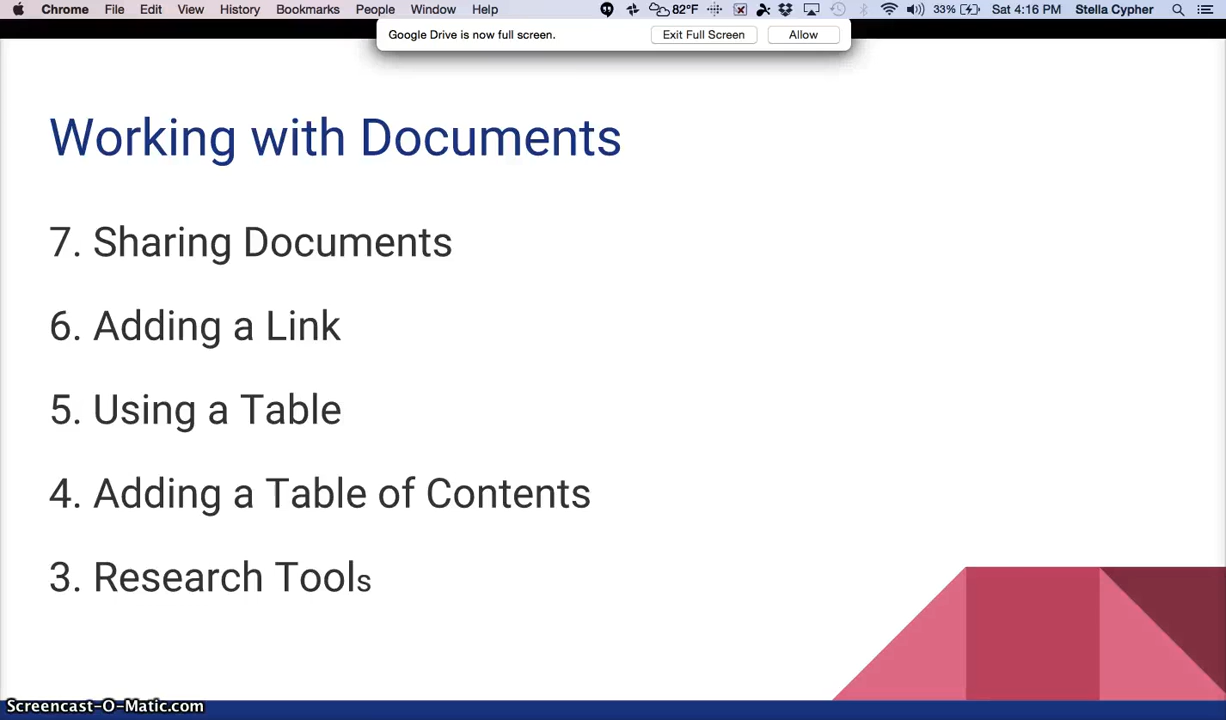 Chrome File Edit View History Bookmarks People Window Help 82°F 33% Sat 4:16 PM Stella Cypher
Google Drive is now full screen. Exit Full Screen Allow
Working with Documents
7. Sharing Documents
6. Adding a Link
5. Using a Table
4. Adding a Table of Contents
3. Research Tools
Screencast-O-Matic.com